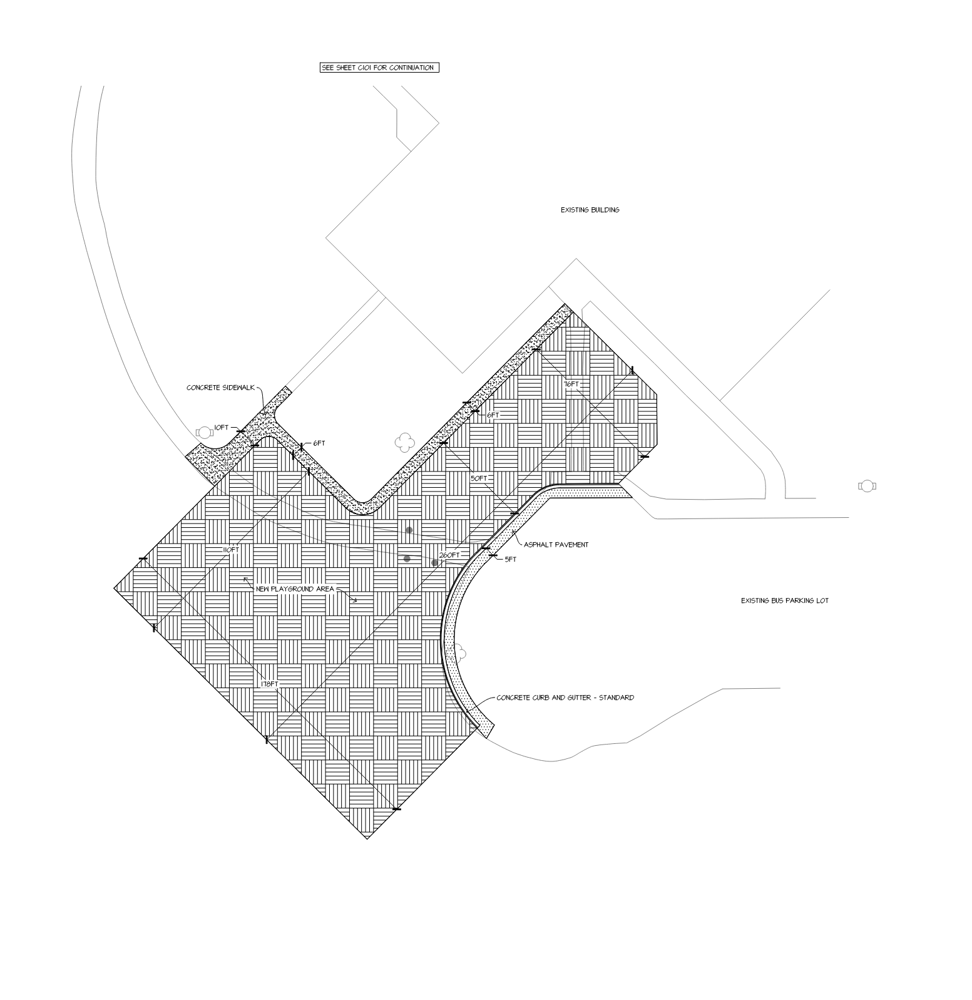 SEE SHEET C101 FOR CONTINUATION
EXISTING BUILDING
CONCRETE SIDEWALK
76FT
6FT
10FT
6FT
50FT
ASPHALT PAVEMENT
110FT
260FT
5FT
NEW PLAYGROUND AREA
EXISTING BUS PARKING LOT
178FT
CONCRETE CURB AND GUTTER - STANDARD